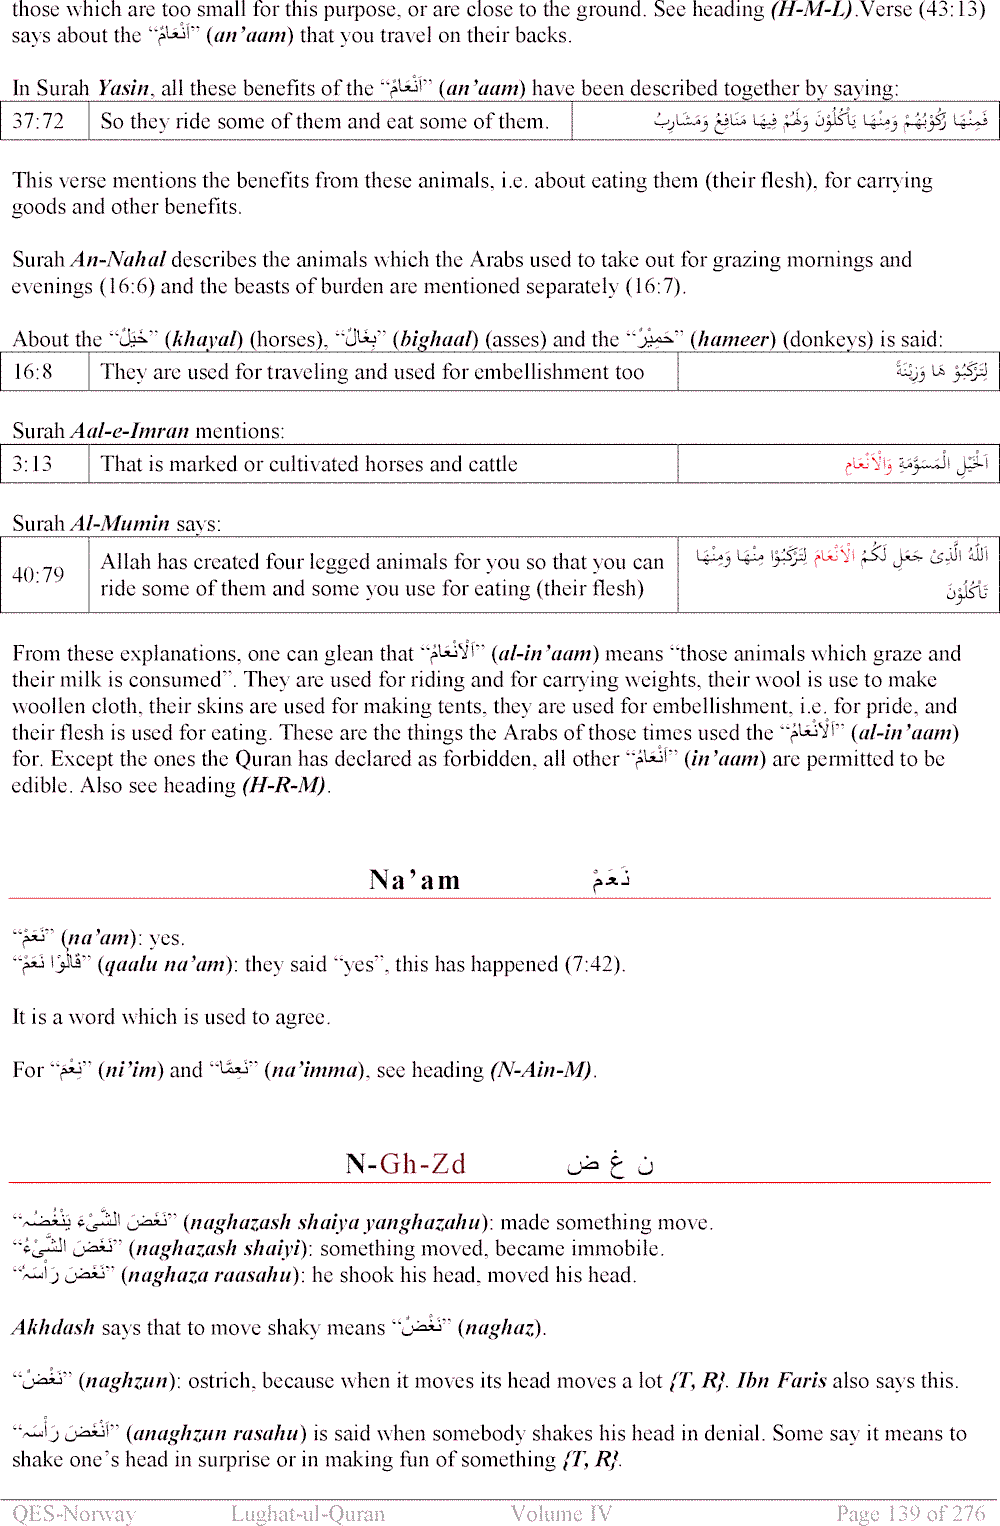 those which are too small for this purpose, or are close to the ground. See heading (H-M-L).Verse (43:13)
says about the “اَنْعَامٌ” (an’aam) that you travel on their backs.
In Surah Yasin, all these benefits of the “اَنْعَامٌ” (an’aam) have been described together by saying:
37:72 So they ride some of them and eat some of them. فَمِنْهَا رَكُوْبُهُمْ وَمِنْهَا يَأْكُلُوْنَ وَلَهُمْ فِيهَا مَنَافِعُ وَمَشَارِبُ
This verse mentions the benefits from these animals, i.e. about eating them (their flesh), for carrying
goods and other benefits.
Surah An-Nahal describes the animals which the Arabs used to take out for grazing mornings and
evenings (16:6) and the beasts of burden are mentioned separately (16:7).
About the “خَيْلٌ” (khayal) (horses), “بِغَالٌ” (bighaal) (asses) and the “حَمِيْرٌ” (hameer) (donkeys) is said:
16:8 They are used for traveling and used for embellishment too لِتَرْكَبُوْ هَا وَزِيْنَةً
Surah Aal-e-Imran mentions:
3:13 That is marked or cultivated horses and cattle اَلْخَيْلِ الْمَسَوَّمَةِ وَالْاَنْعَامِ
Surah Al-Mumin says:
40:79 Allah has created four legged animals for you so that you can
ride some of them and some you use for eating (their flesh) اَللّٰهُ الَّذِىْ جَعَلَ لَكُمُ الْاَنْعَامَ لِتَرْكَبُوْا مِنْهَا وَمِنْهَا
تَأْكُلُوْنَ
From these explanations, one can glean that “اَلْاَنْعَامُ” (al-in’aam) means “those animals which graze and
their milk is consumed”. They are used for riding and for carrying weights, their wool is use to make
woollen cloth, their skins are used for making tents, they are used for embellishment, i.e. for pride, and
their flesh is used for eating. These are the things the Arabs of those times used the “اَلْاَنْعَامُ” (al-in’aam)
for. Except the ones the Quran has declared as forbidden, all other “اَنْعَامٌ” (in’aam) are permitted to be
edible. Also see heading (H-R-M).
Na’am نَعَمْ
“نَعَمْ” (na’am): yes.
“قَالُوْا نَعَمْ” (qaalu na’am): they said “yes”, this has happened (7:42).
It is a word which is used to agree.
For “نِعْمَ” (ni’im) and “نَعِمَّا” (na’imma), see heading (N-Ain-M).
N-Gh-Zd ن غ ض
“نَغَضَ الشَّىْءَ يَنْغُضُہٗ” (naghazash shaiya yanghazahu): made something move.
“نَغَضَ الشَّىْءُ” (naghazash shaiyi): something moved, became immobile.
“نَغَضَ رَأْسَہٗ” (naghaza raasahu): he shook his head, moved his head.
Akhdash says that to move shaky means “نَغْضٌ” (naghaz).
“نَغْضٌ” (naghzun): ostrich, because when it moves its head moves a lot {T, R}. Ibn Faris also says this.
“اَنْغَضَ رَأْسَہٗ” (anaghzun rasahu) is said when somebody shakes his head in denial. Some say it means to
shake one’s head in surprise or in making fun of something {T, R}.
QES-Norway Lughat-ul-Quran Volume IV Page 139 of 276